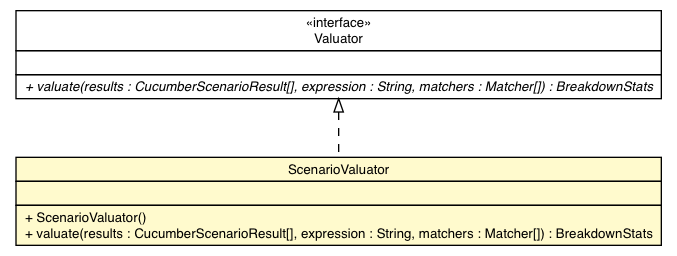 «interface»
Valuator
+ valuate(results : CucumberScenarioResult[], expression : String, matchers : Matcher[]) : BreakdownStats
ScenarioValuator
+ ScenarioValuator()
+ valuate(results : CucumberScenarioResult[], expression : String, matchers : Matcher[]) : BreakdownStats